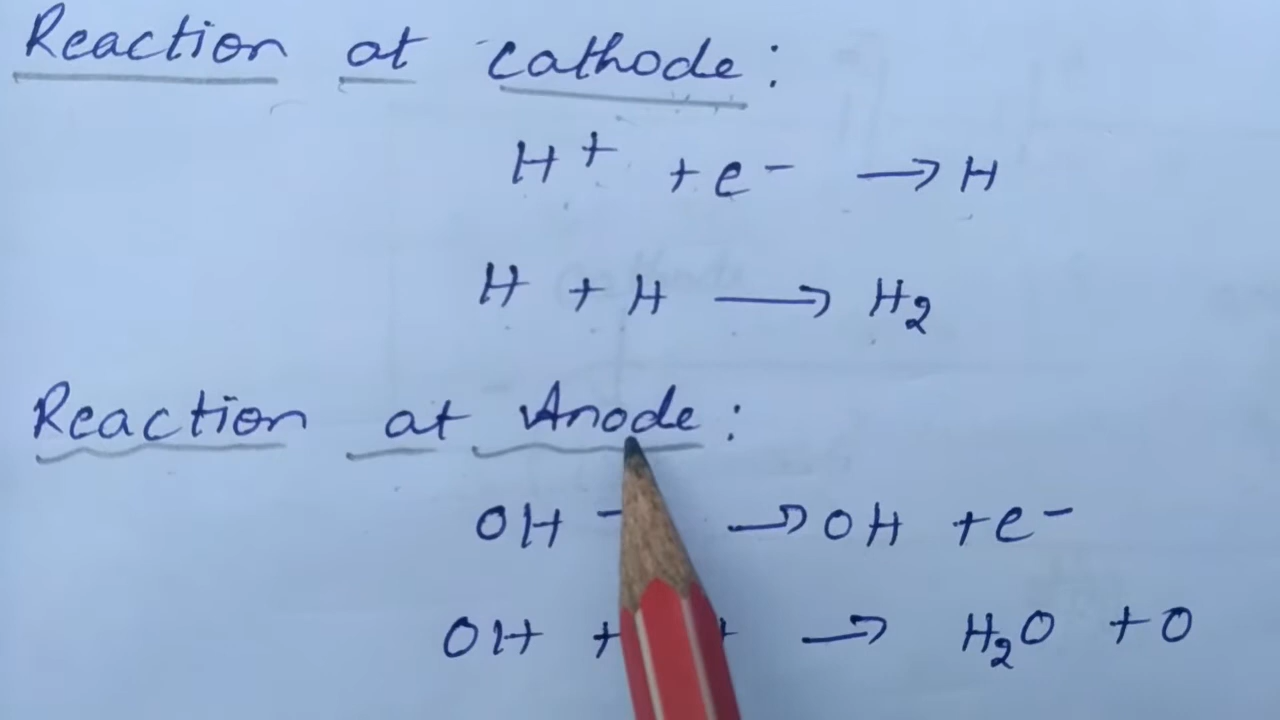 Reaction at cathode:
H⁺ + e⁻ → H
H + H → H₂
Reaction at Anode:
OH⁻ → OH + e⁻
OH + → H₂O + O